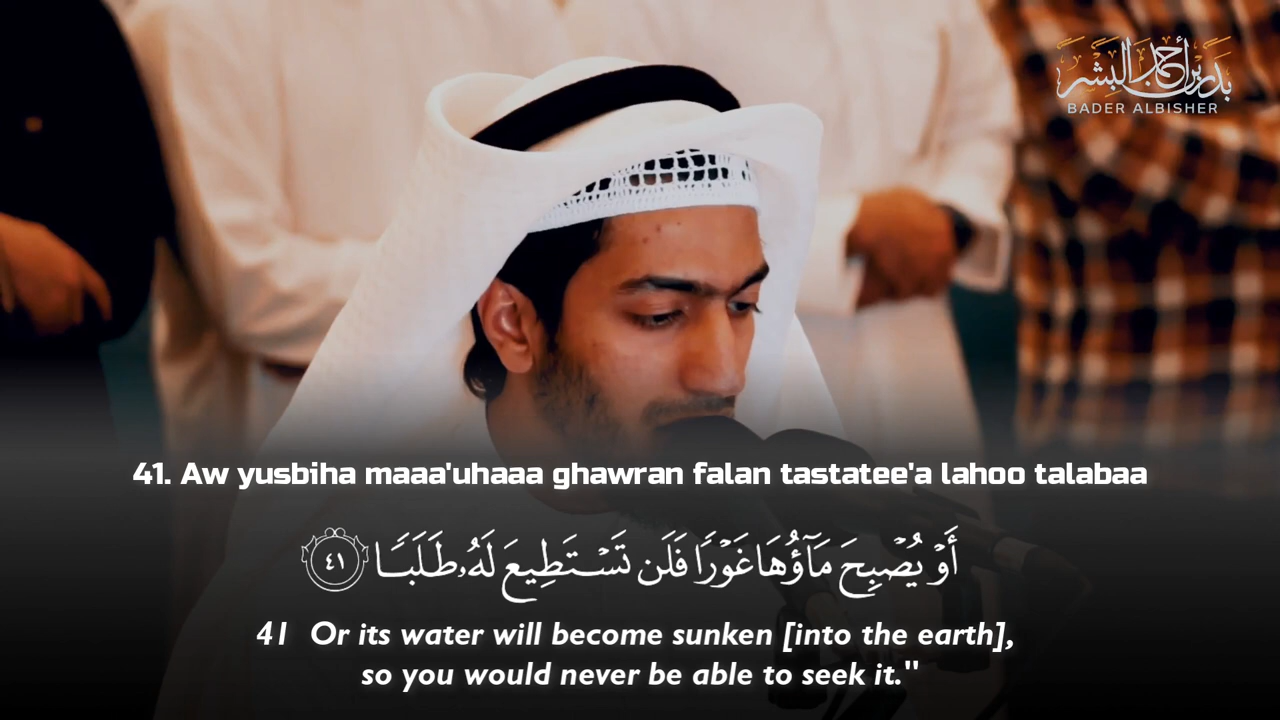 بدر بن أحمد البشر
BADER ALBISHER
41. Aw yusbiha maaa'uhaaa ghawran falan tastatee'a lahoo talabaa
أَوۡ يُصۡبِحَ مَآؤُهَا غَوۡرٗا فَلَن تَسۡتَطِيعَ لَهُۥ طَلَبٗا ٤١
41 Or its water will become sunken [into the earth],
so you would never be able to seek it."